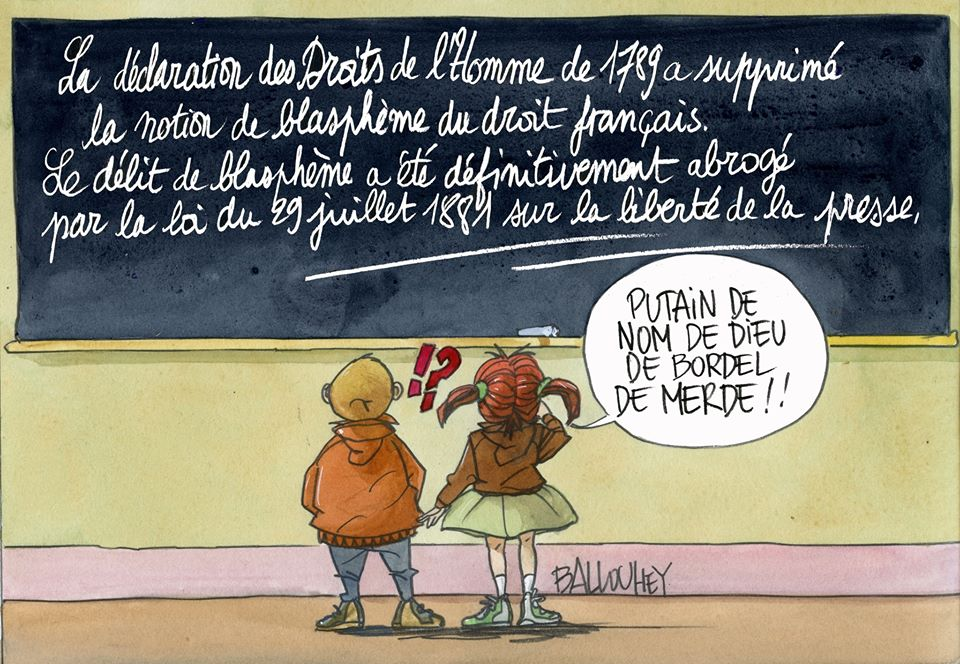 La déclaration des Droits de l'Homme de 1789 a supprimé
la notion de blasphème du droit français.
Le délit de blasphème a été définitivement abrogé
par la loi du 29 juillet 1881 sur la liberté de la presse.
!?
PUTAIN DE
NOM DE DIEU
DE BORDEL
DE MERDE !!
BALLOUHEY